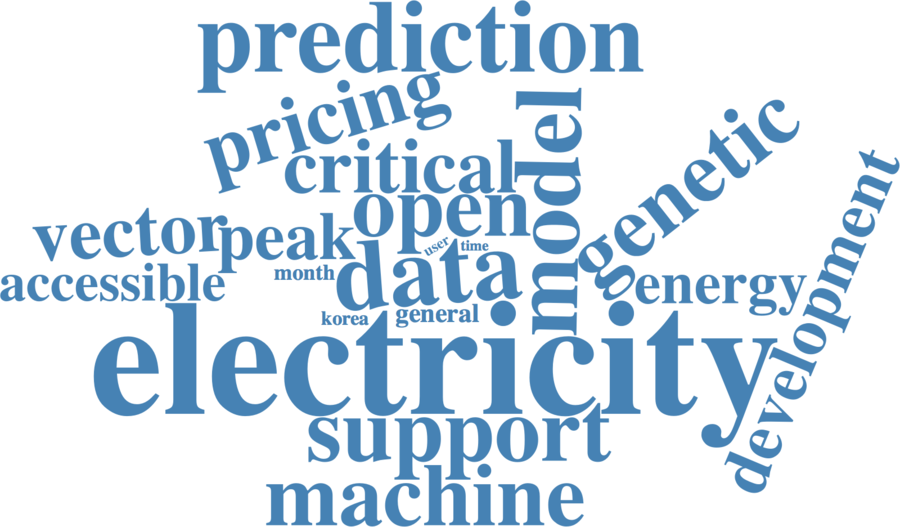 prediction
pricing
critical
model
genetic
open
vector
peak
user
time
data
month
accessible
energy
development
korea
general
electricity
support
machine